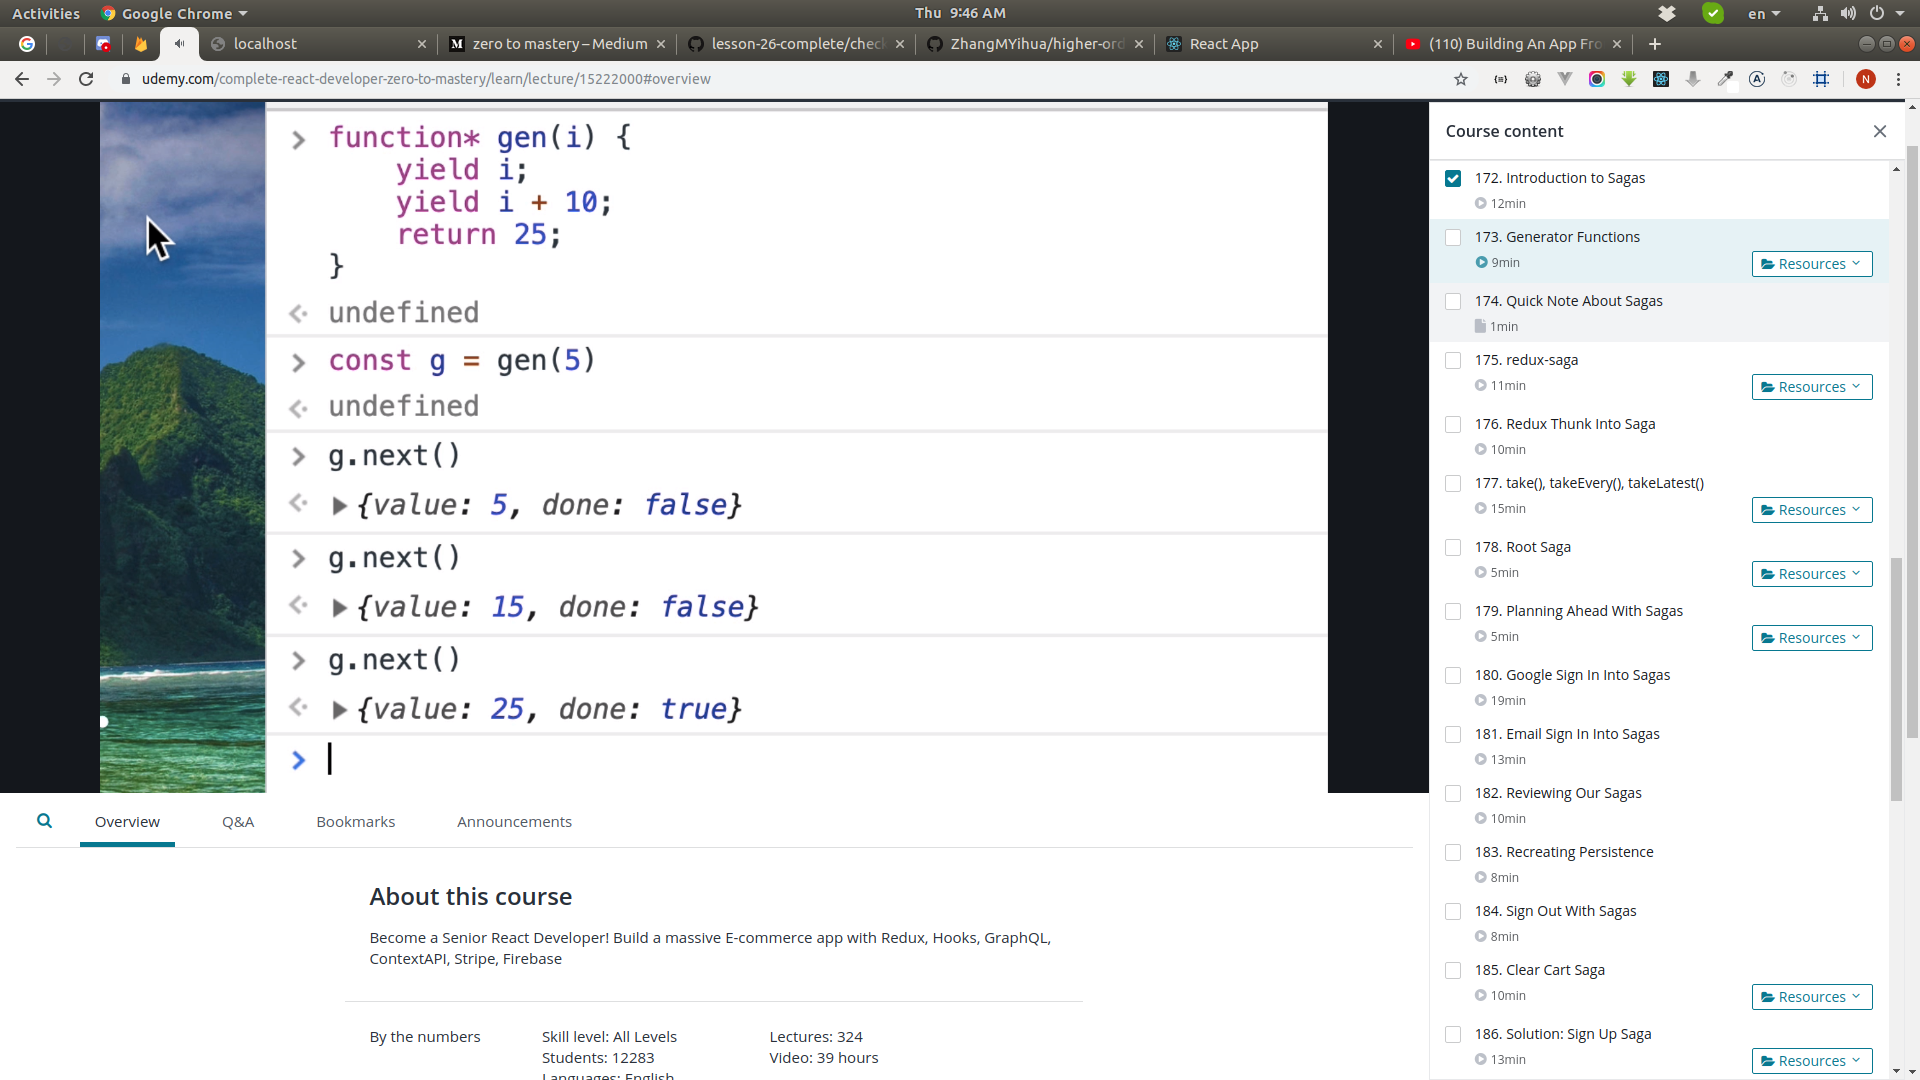 Activities
Google Chrome
Thu 9:46 AM
en
localhost
zero to mastery – Medium
lesson-26-complete/check
ZhangMYihua/higher-ord
React App
(110) Building An App Fro
udemy.com/complete-react-developer-zero-to-mastery/learn/lecture/15222000#overview
N
function* gen(i) {
yield i;
yield i + 10;
return 25;
}
undefined
const g = gen(5)
undefined
g.next()
{value: 5, done: false}
g.next()
{value: 15, done: false}
g.next()
{value: 25, done: true}
Overview
Q&A
Bookmarks
Announcements
About this course
Become a Senior React Developer! Build a massive E-commerce app with Redux, Hooks, GraphQL,
ContextAPI, Stripe, Firebase
By the numbers
Skill level: All Levels
Students: 12283
Languages: English
Lectures: 324
Video: 39 hours
Course content
172. Introduction to Sagas
12min
173. Generator Functions
9min
Resources
174. Quick Note About Sagas
1min
175. redux-saga
11min
Resources
176. Redux Thunk Into Saga
10min
177. take(), takeEvery(), takeLatest()
15min
Resources
178. Root Saga
5min
Resources
179. Planning Ahead With Sagas
5min
Resources
180. Google Sign In Into Sagas
19min
181. Email Sign In Into Sagas
13min
182. Reviewing Our Sagas
10min
183. Recreating Persistence
8min
184. Sign Out With Sagas
8min
185. Clear Cart Saga
10min
Resources
186. Solution: Sign Up Saga
13min
Resources